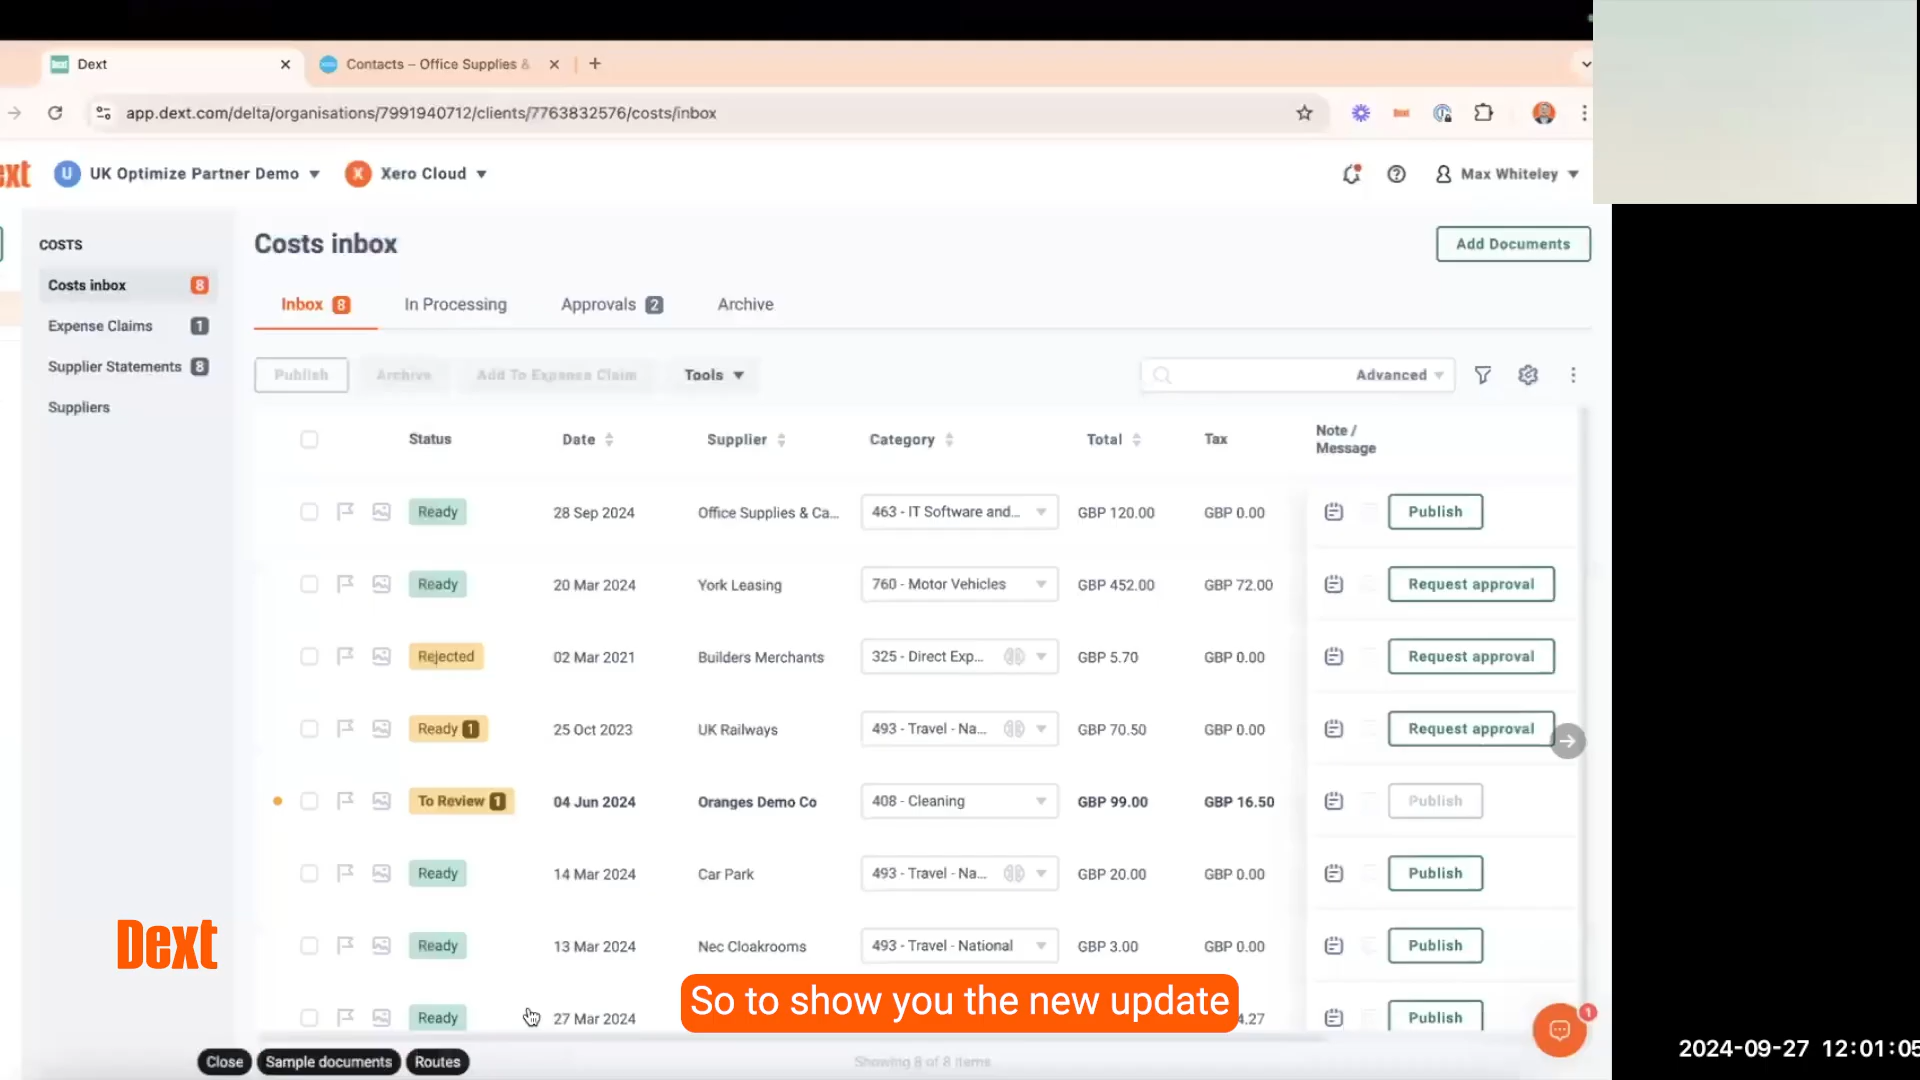 Dext
Contacts – Office Supplies &
app.dext.com/delta/organisations/7991940712/clients/7763832576/costs/inbox
ext
U UK Optimize Partner Demo
X Xero Cloud
Max Whiteley
COSTS
Costs inbox 8
Expense Claims 1
Supplier Statements 8
Suppliers
Costs inbox
Add Documents
Inbox 8
In Processing
Approvals 2
Archive
Publish
Archive
Add To Expense Claim
Tools
Advanced
Status Date Supplier Category Total Tax Note / Message
Ready 28 Sep 2024 Office Supplies & Ca... 463 - IT Software and... GBP 120.00 GBP 0.00 Publish
Ready 20 Mar 2024 York Leasing 760 - Motor Vehicles GBP 452.00 GBP 72.00 Request approval
Rejected 02 Mar 2021 Builders Merchants 325 - Direct Exp... GBP 5.70 GBP 0.00 Request approval
Ready 1 25 Oct 2023 UK Railways 493 - Travel - Na... GBP 70.50 GBP 0.00 Request approval
To Review 1 04 Jun 2024 Oranges Demo Co 408 - Cleaning GBP 99.00 GBP 16.50 Publish
Ready 14 Mar 2024 Car Park 493 - Travel - Na... GBP 20.00 GBP 0.00 Publish
Ready 13 Mar 2024 Nec Cloakrooms 493 - Travel - National GBP 3.00 GBP 0.00 Publish
Ready 27 Mar 2024 4.27 Publish
Dext
So to show you the new update
1
Close
Sample documents
Routes
Showing 8 of 8 items
2024-09-27 12:01:05